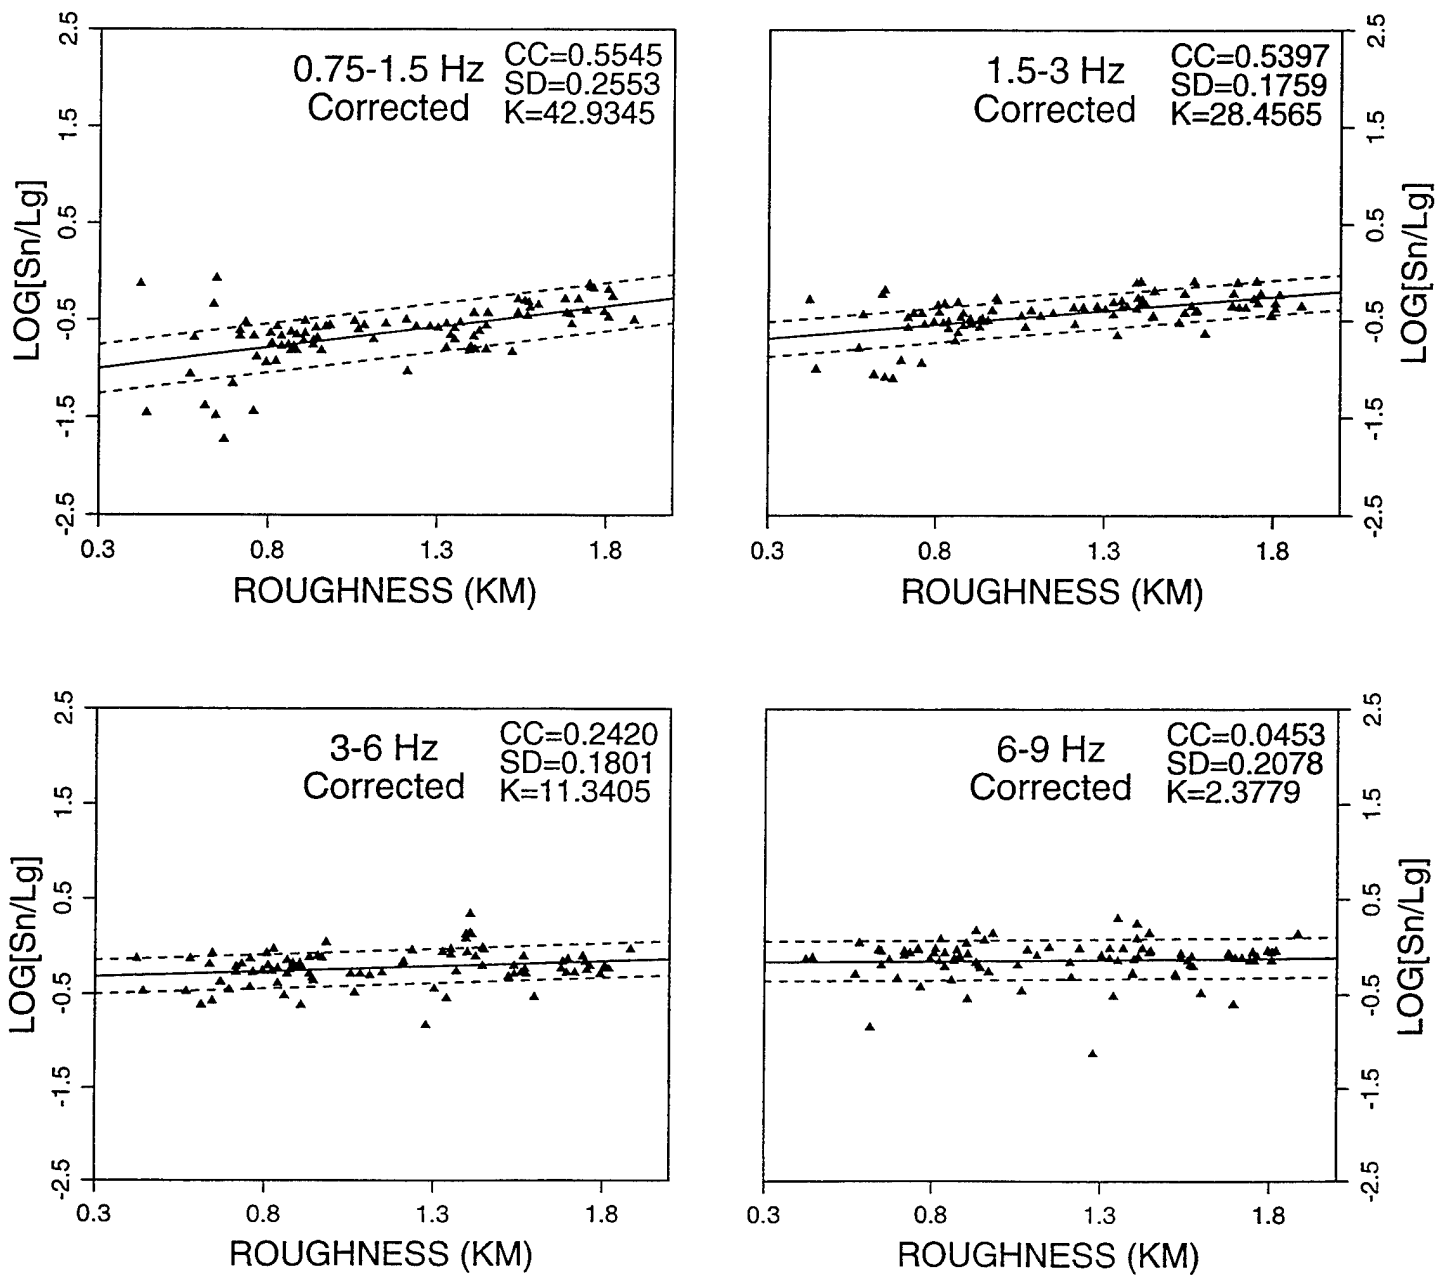 0.75-1.5 Hz
Corrected
CC=0.5545
SD=0.2553
K=42.9345
LOG[Sn/Lg]
2.5
1.5
0.5
-0.5
-1.5
-2.5
0.3 0.8 1.3 1.8
ROUGHNESS (KM)
1.5-3 Hz
Corrected
CC=0.5397
SD=0.1759
K=28.4565
2.5
1.5
0.5
-0.5
-1.5
-2.5
LOG[Sn/Lg]
0.3 0.8 1.3 1.8
ROUGHNESS (KM)
3-6 Hz
Corrected
CC=0.2420
SD=0.1801
K=11.3405
LOG[Sn/Lg]
2.5
1.5
0.5
-0.5
-1.5
-2.5
0.3 0.8 1.3 1.8
ROUGHNESS (KM)
6-9 Hz
Corrected
CC=0.0453
SD=0.2078
K=2.3779
2.5
1.5
0.5
-0.5
-1.5
-2.5
LOG[Sn/Lg]
0.3 0.8 1.3 1.8
ROUGHNESS (KM)